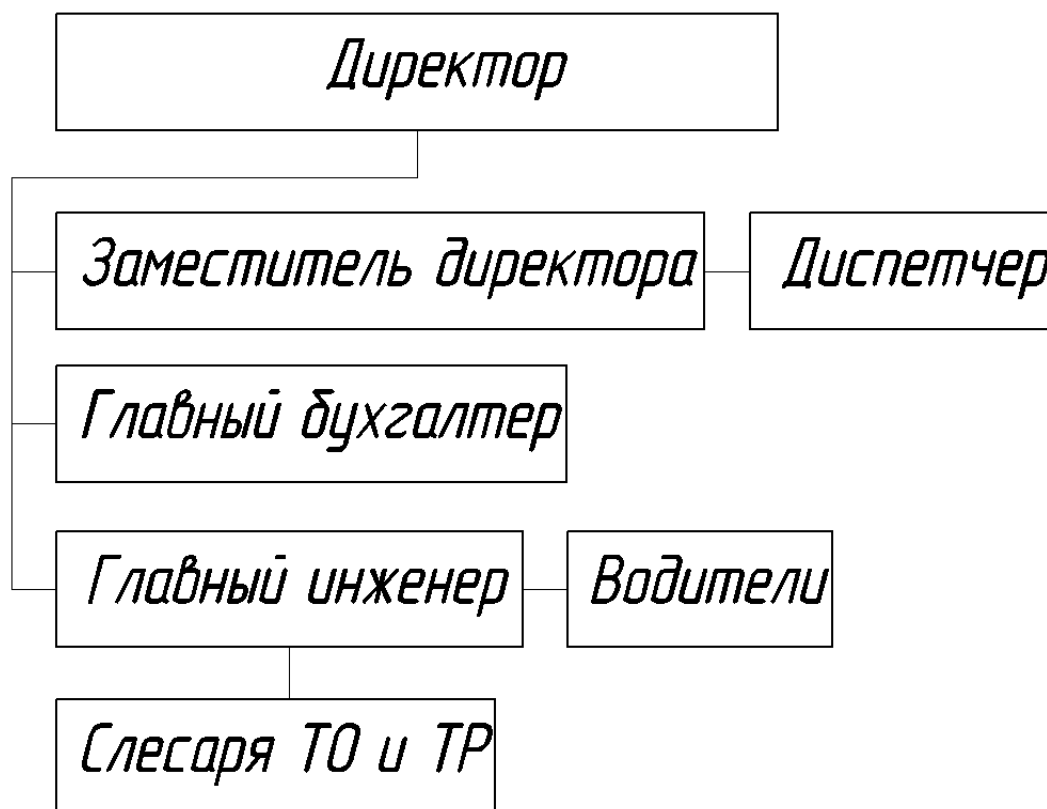 Директор
Заместитель директора
Диспетчер
Главный бухгалтер
Главный инженер
Водители
Слесаря ТО и ТР